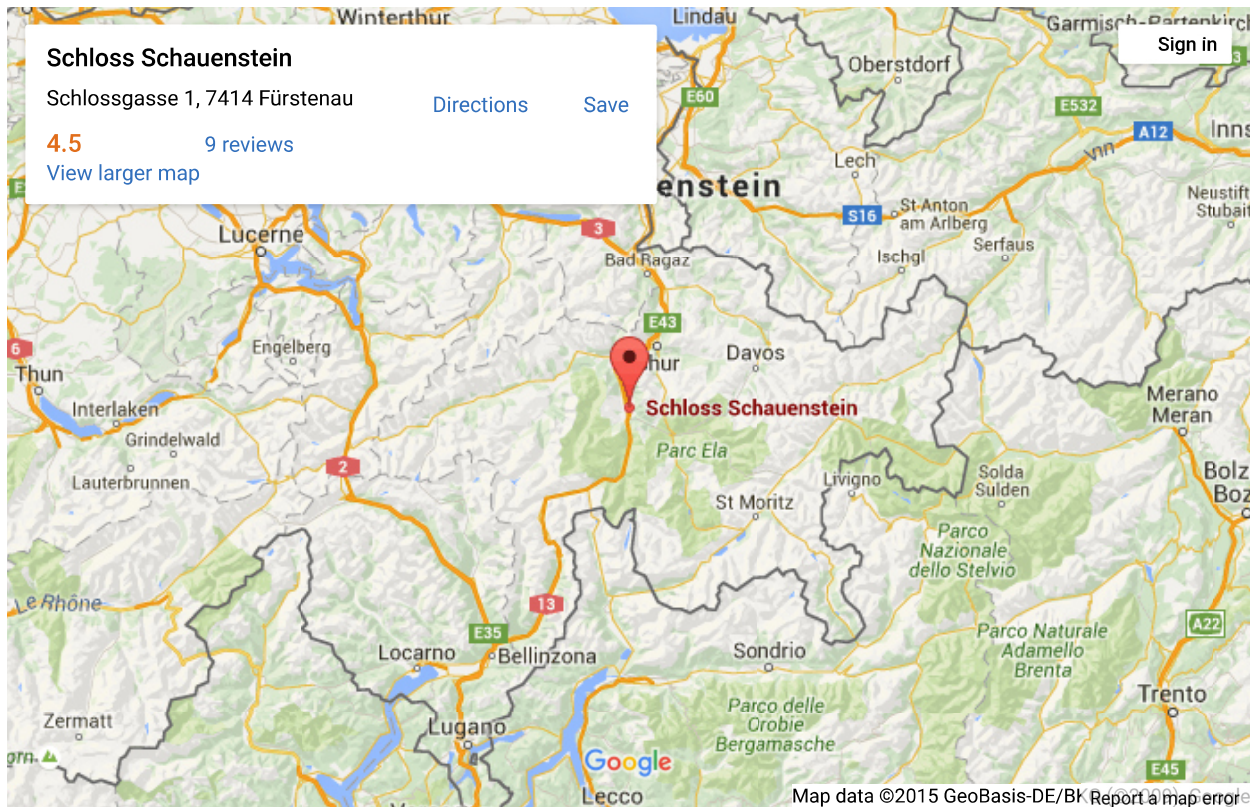 Winterthur
Lindau
Garmisch-Partenkirch
Schloss Schauenstein
Sign in
3
Oberstdorf
Schlossgasse 1, 7414 Fürstenau
Directions
Save
E60
E532
A12
Inns
4.5
9 reviews
Inn
Lech
View larger map
enstein
Neustift
Stubait
S16
St Anton
am Arlberg
Lucerne
3
Serfaus
Bad Ragaz
Ischgl
E43
6
Engelberg
hur
Davos
Thun
Merano
Meran
Interlaken
Schloss Schauenstein
Grindelwald
Parc Ela
2
Lauterbrunnen
Livigno
Solda
Sulden
Bolz
Boz
St Moritz
Parco
Nazionale
dello Stelvio
Le Rhône
13
E35
A22
Parco Naturale
Adamello
Brenta
Locarno
Bellinzona
Sondrio
Trento
Zermatt
Lugano
Parco delle
Orobie
Bergamasche
Google
E45
Lecco
Map data ©2015 GeoBasis-DE/BK
Report a map error